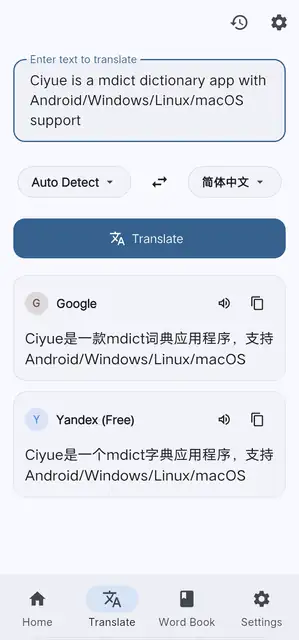 Enter text to translate
Ciyue is a mdict dictionary app with
Android/Windows/Linux/macOS
support
Auto Detect
简体中文
Translate
G
Google
Ciyue是一款mdict词典应用程序，支持
Android/Windows/Linux/macOS
Y
Yandex (Free)
Ciyue是一个mdict字典应用程序，支持
Android/Windows/Linux/macOS
Home
Translate
Word Book
Settings